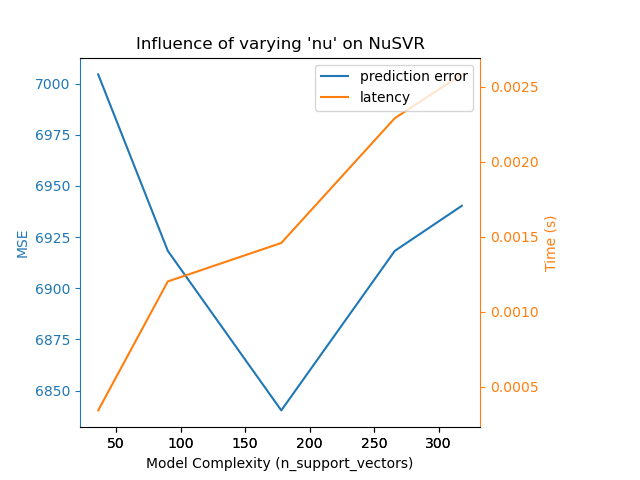 Influence of varying 'nu' on NuSVR
prediction error
latency
7000
6975
6950
6925
6900
6875
6850
MSE
0.0025
0.0020
0.0015
0.0010
0.0005
Time (s)
50 100 150 200 250 300
Model Complexity (n_support_vectors)